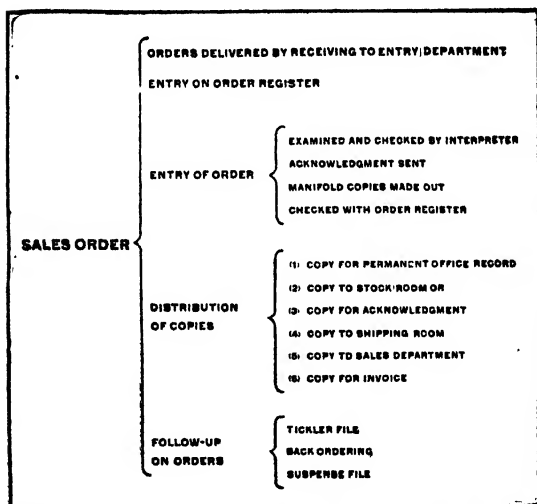 ORDERS DELIVERED BY RECEIVING TO ENTRY DEPARTMENT
ENTRY ON ORDER REGISTER
ENTRY OF ORDER
EXAMINED AND CHECKED BY INTERPRETER
ACKNOWLEDGMENT SENT
MANIFOLD COPIES MADE OUT
CHECKED WITH ORDER REGISTER
SALES ORDER
DISTRIBUTION
OF COPIES
(1) COPY FOR PERMANENT OFFICE RECORD
(2) COPY TO STOCK ROOM OR
(3) COPY FOR ACKNOWLEDGMENT
(4) COPY TO SHIPPING ROOM
(5) COPY TO SALES DEPARTMENT
(6) COPY FOR INVOICE
FOLLOW-UP
ON ORDERS
TICKLER FILE
BACK ORDERING
SUSPENSE FILE